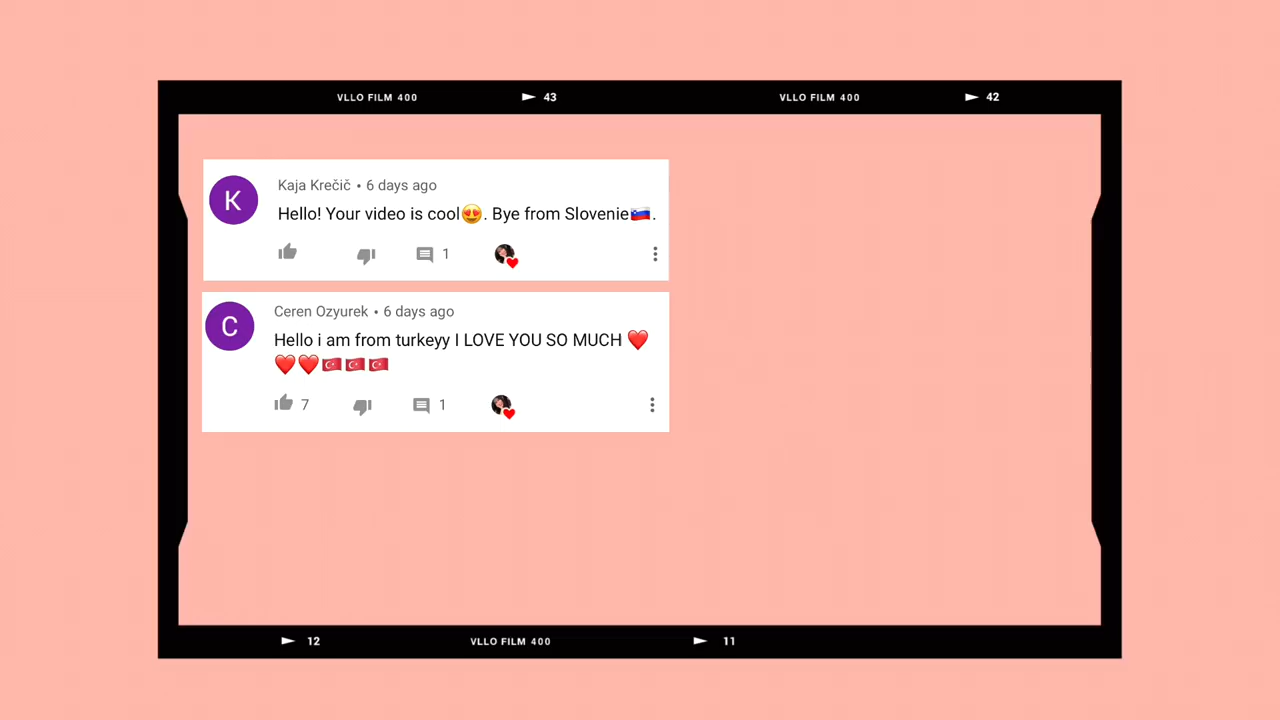 VLLO FILM 400 ► 43 VLLO FILM 400 ► 42
K
Kaja Krečič • 6 days ago
Hello! Your video is cool😍. Bye from Slovenie🇸🇮.
1
C
Ceren Ozyurek • 6 days ago
Hello i am from turkeyy I LOVE YOU SO MUCH ❤️
❤️❤️🇹🇷🇹🇷🇹🇷
7 1
► 12 VLLO FILM 400 ► 11